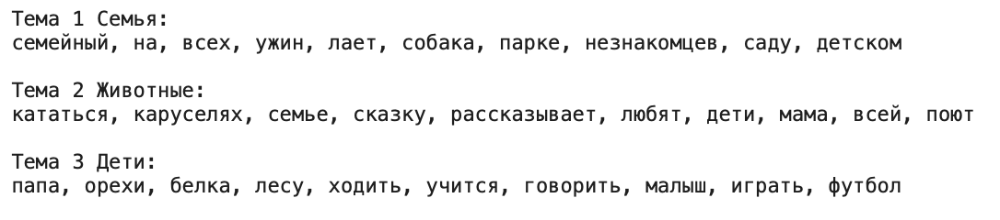 Тема 1 Семья:
семейный, на, всех, ужин, лает, собака, парке, незнакомцев, саду, детском
Тема 2 Животные:
кататься, каруселях, семье, сказку, рассказывает, любят, дети, мама, всей, поют
Тема 3 Дети:
папа, орехи, белка, лесу, ходить, учится, говорить, малыш, играть, футбол